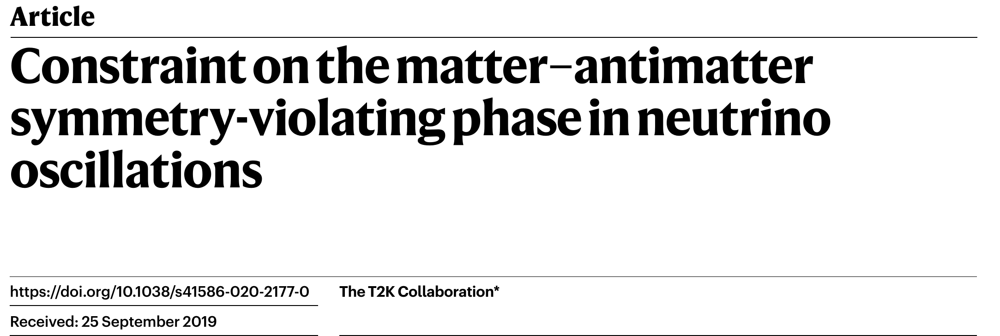 Article
Constraint on the matter–antimatter
symmetry-violating phase in neutrino
oscillations
https://doi.org/10.1038/s41586-020-2177-0
The T2K Collaboration*
Received: 25 September 2019